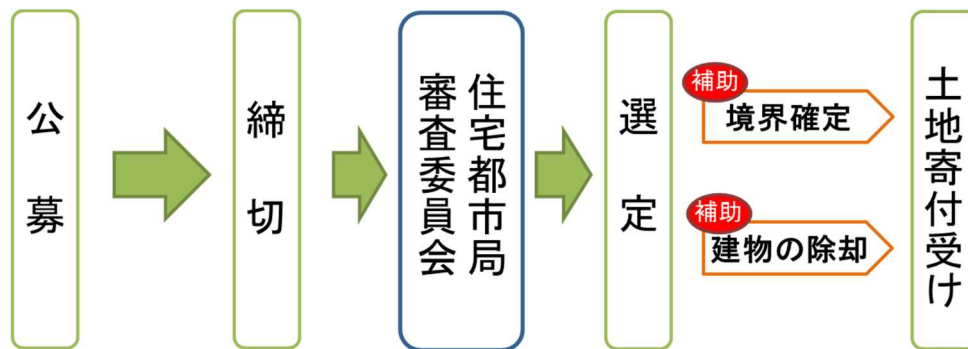 公募
締切
住宅都市局
審査委員会
選定
補助
境界確定
補助
建物の除却
土地寄付受け